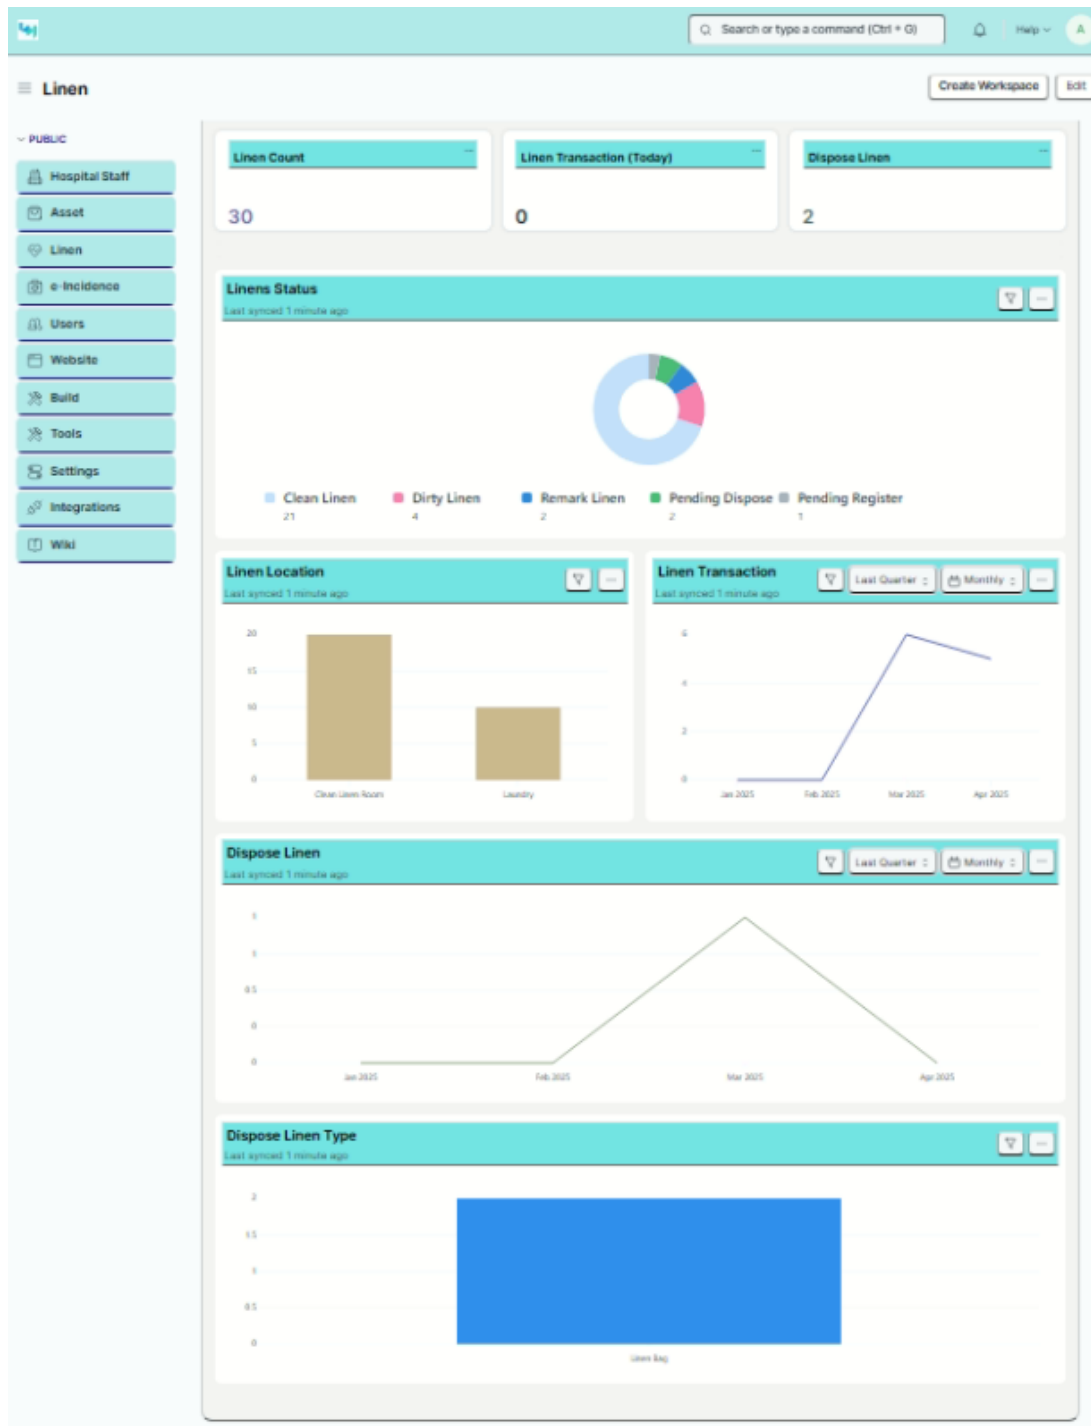 Search or type a command (Ctrl + G)
Help
A
Linen
Create Workspace
Edit
PUBLIC
Hospital Staff
Asset
Linen
e-Incidence
Users
Website
Build
Tools
Settings
Integrations
Wiki
Linen Count
30
Linen Transaction (Today)
0
Dispose Linen
2
Linens Status
Last synced 1 minute ago
Clean Linen
21
Dirty Linen
4
Remark Linen
2
Pending Dispose
2
Pending Register
1
Linen Location
Last synced 1 minute ago
20
15
10
5
0
Clean Linen Room
Laundry
Linen Transaction
Last synced 1 minute ago
Last Quarter
Monthly
6
4
2
0
Jan 2025
Feb 2025
Mar 2025
Apr 2025
Dispose Linen
Last synced 1 minute ago
Last Quarter
Monthly
1
1
0.5
0
0
Jan 2025
Feb 2025
Mar 2025
Apr 2025
Dispose Linen Type
Last synced 1 minute ago
2
1.5
1
0.5
0
Linen Bag